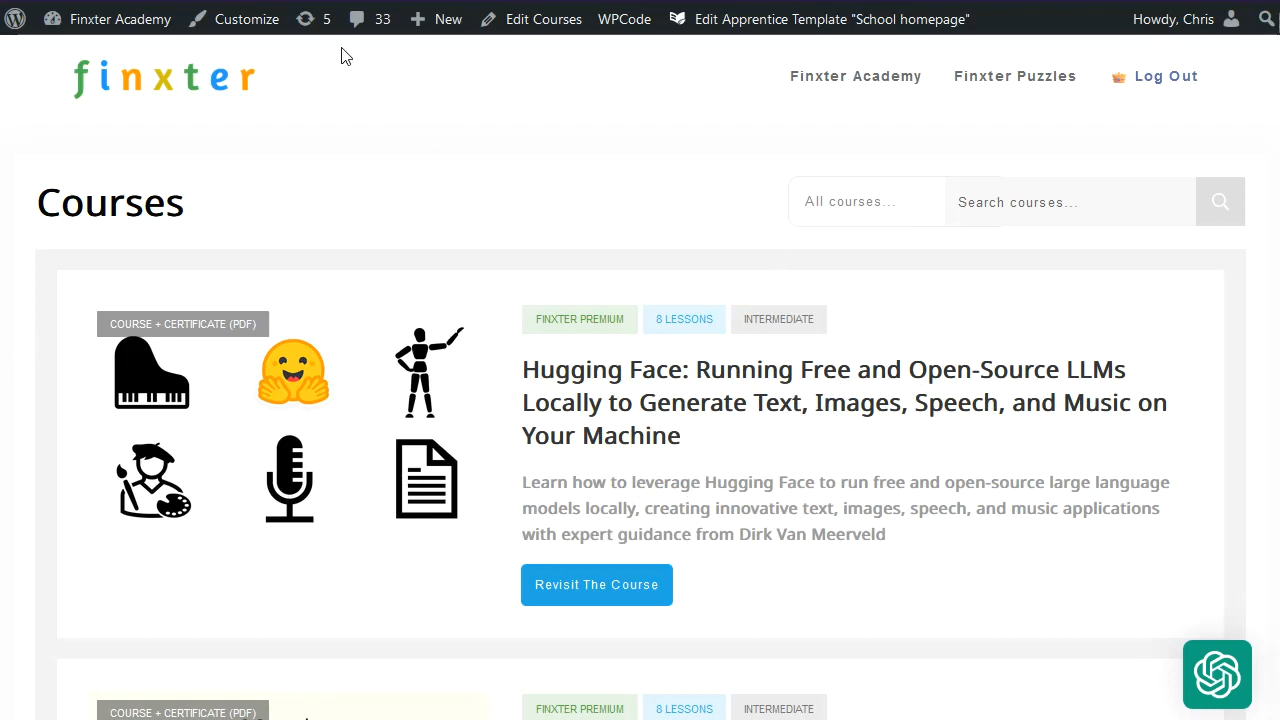 Finxter Academy Customize 5 33 New Edit Courses WPCode Edit Apprentice Template "School homepage" Howdy, Chris
finxter
Finxter Academy Finxter Puzzles Log Out
Courses
All courses... Search courses...
COURSE + CERTIFICATE (PDF)
FINXTER PREMIUM 8 LESSONS INTERMEDIATE
Hugging Face: Running Free and Open-Source LLMs
Locally to Generate Text, Images, Speech, and Music on
Your Machine
Learn how to leverage Hugging Face to run free and open-source large language
models locally, creating innovative text, images, speech, and music applications
with expert guidance from Dirk Van Meerveld
Revisit The Course
COURSE + CERTIFICATE (PDF)
FINXTER PREMIUM 8 LESSONS INTERMEDIATE